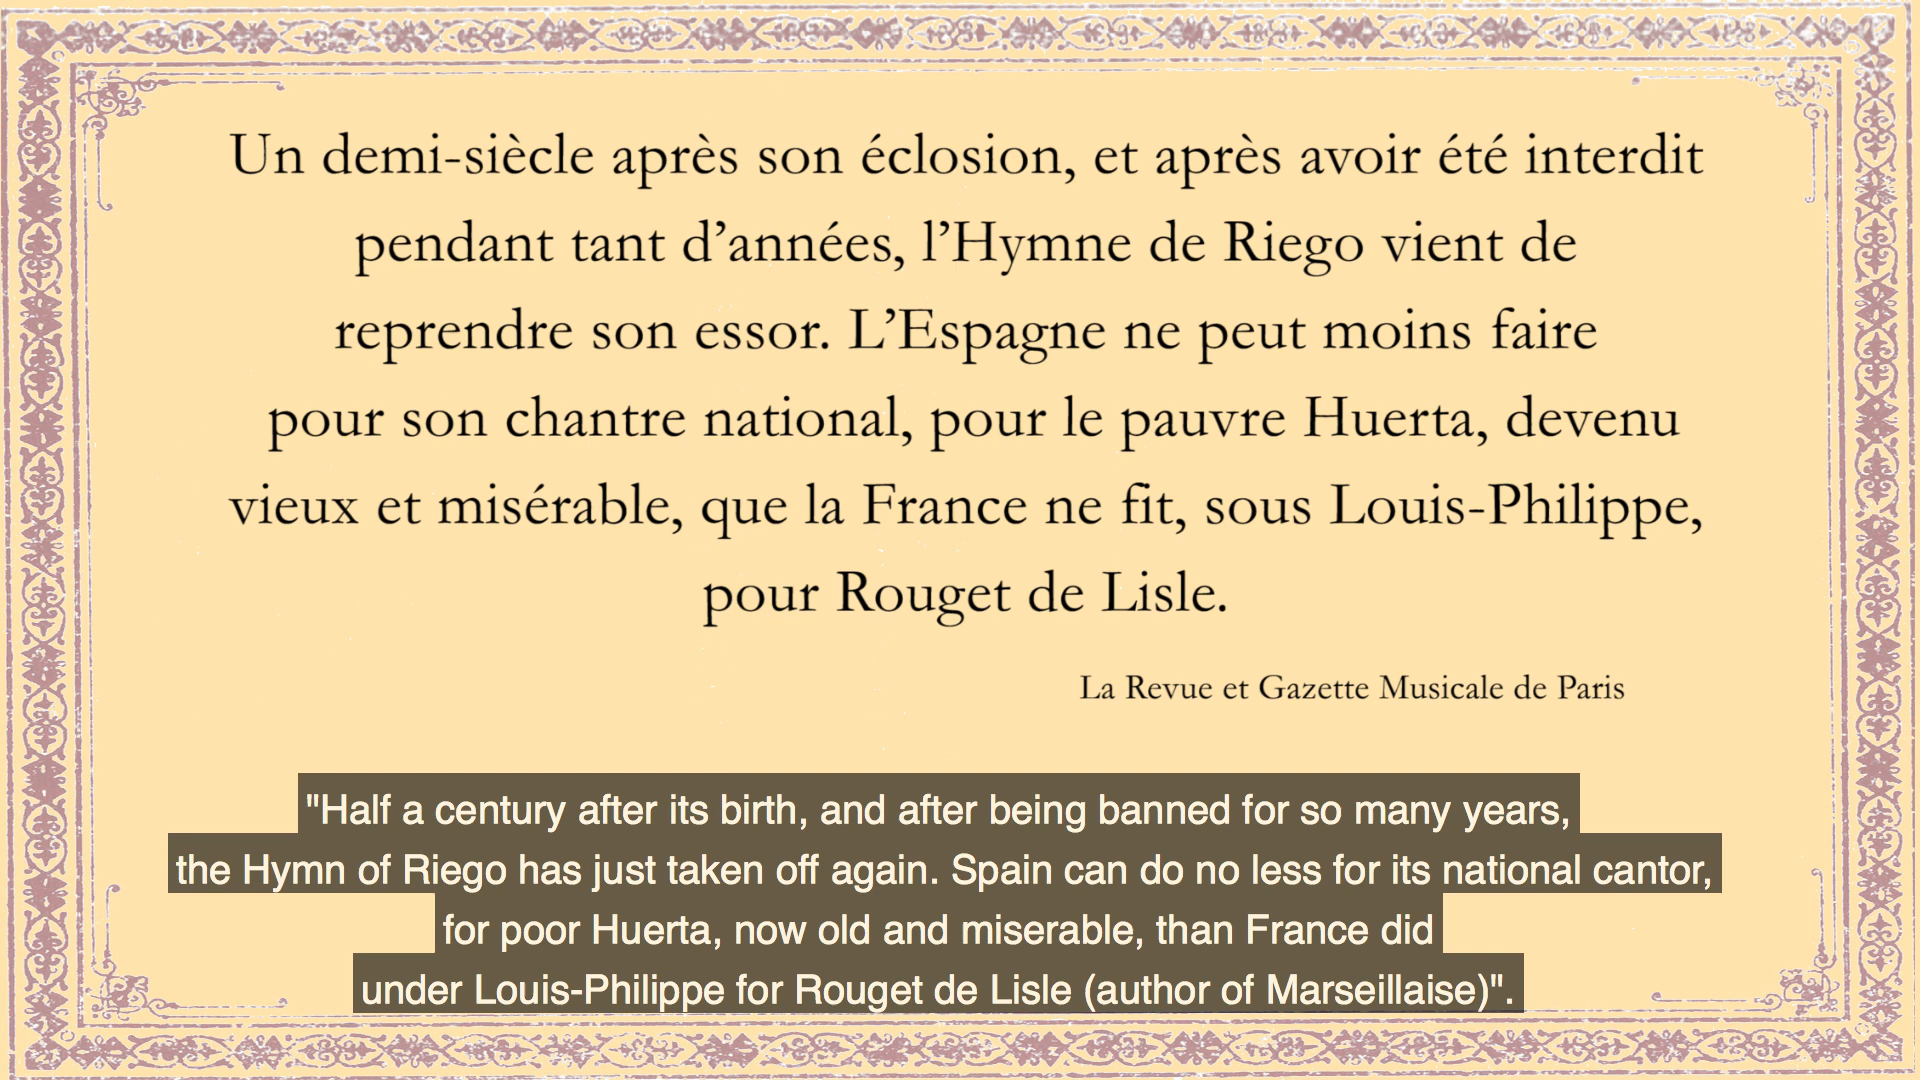 Un demi-siècle après son éclosion, et après avoir été interdit
pendant tant d’années, l’Hymne de Riego vient de
reprendre son essor. L’Espagne ne peut moins faire
pour son chantre national, pour le pauvre Huerta, devenu
vieux et misérable, que la France ne fit, sous Louis-Philippe,
pour Rouget de Lisle.
La Revue et Gazette Musicale de Paris
"Half a century after its birth, and after being banned for so many years,
the Hymn of Riego has just taken off again. Spain can do no less for its national cantor,
for poor Huerta, now old and miserable, than France did
under Louis-Philippe for Rouget de Lisle (author of Marseillaise)".